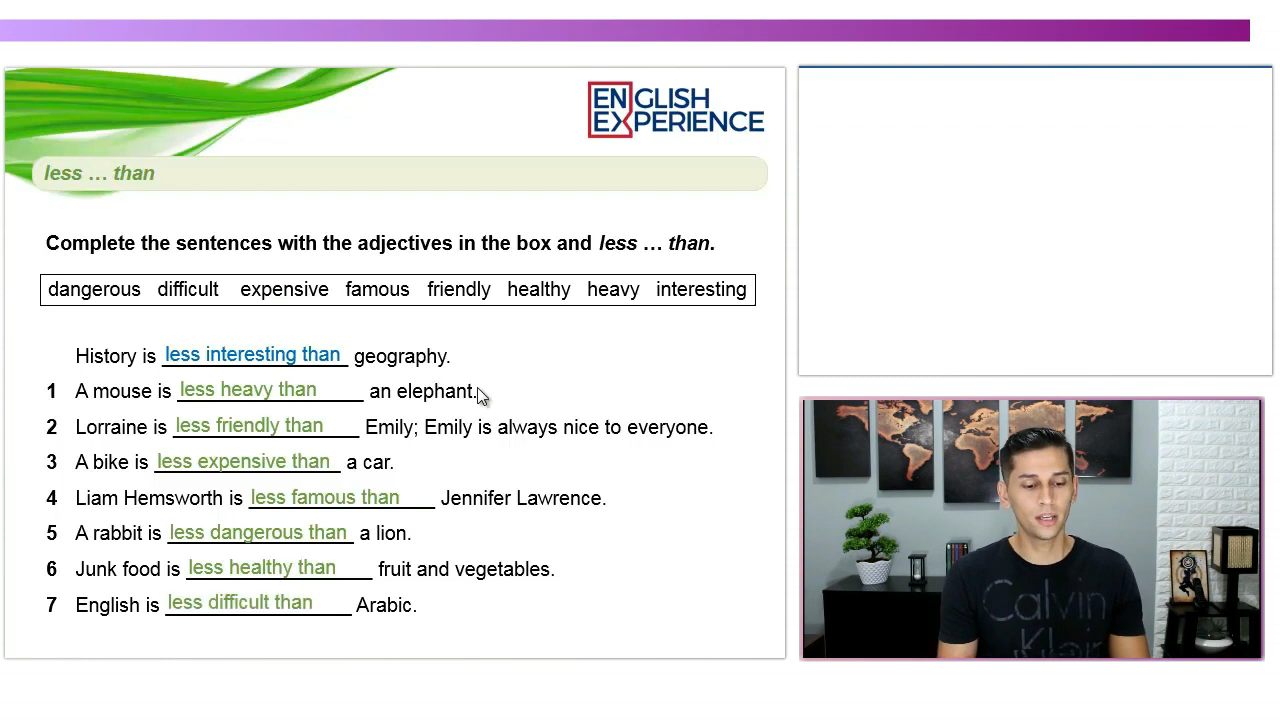 ENGLISH
EXPERIENCE
less … than
Complete the sentences with the adjectives in the box and less … than.
dangerous difficult expensive famous friendly healthy heavy interesting
History is less interesting than geography.
1 A mouse is less heavy than an elephant.
2 Lorraine is less friendly than Emily; Emily is always nice to everyone.
3 A bike is less expensive than a car.
4 Liam Hemsworth is less famous than Jennifer Lawrence.
5 A rabbit is less dangerous than a lion.
6 Junk food is less healthy than fruit and vegetables.
7 English is less difficult than Arabic.
Calvin
Klein